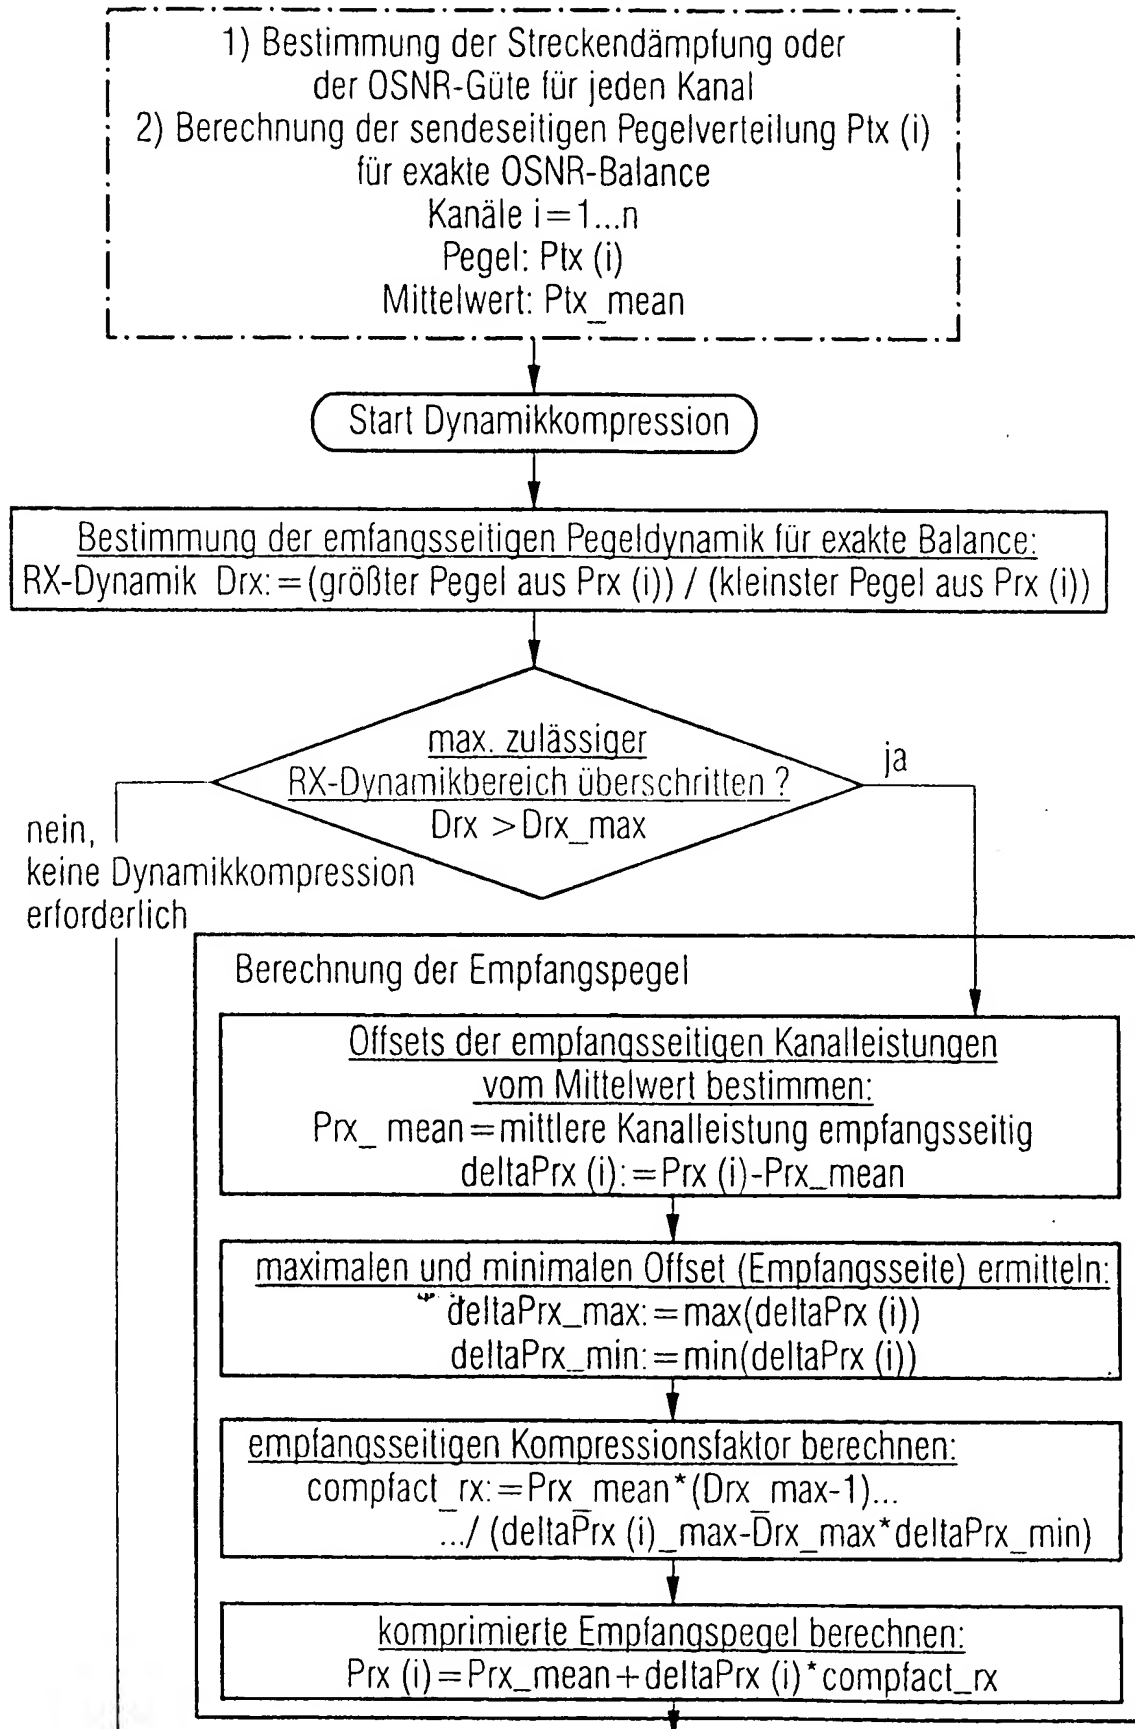 1) Bestimmung der Streckendämpfung oder
der OSNR-Güte für jeden Kanal
2) Berechnung der sendeseitigen Pegelverteilung Ptx (i)
für exakte OSNR-Balance
Kanäle i=1...n
Pegel: Ptx (i)
Mittelwert: Ptx_mean
Start Dynamikkompression
Bestimmung der emfangsseitigen Pegeldynamik für exakte Balance:
RX-Dynamik Drx:=(größter Pegel aus Prx (i)) / (kleinster Pegel aus Prx (i))
max. zulässiger
RX-Dynamikbereich überschritten ?
Drx >Drx_max
ja
nein,
keine Dynamikkompression
erforderlich
Berechnung der Empfangspegel
Offsets der empfangsseitigen Kanalleistungen
vom Mittelwert bestimmen:
Prx_ mean=mittlere Kanalleistung empfangsseitig
deltaPrx (i):=Prx (i)-Prx_mean
maximalen und minimalen Offset (Empfangsseite) ermitteln:
deltaPrx_max:=max(deltaPrx (i))
deltaPrx_min:=min(deltaPrx (i))
empfangsseitigen Kompressionsfaktor berechnen:
compfact_rx:=Prx_mean*(Drx_max-1)...
.../ (deltaPrx (i)_max-Drx_max*deltaPrx_min)
komprimierte Empfangspegel berechnen:
Prx (i)=Prx_mean+deltaPrx (i)*compfact_rx